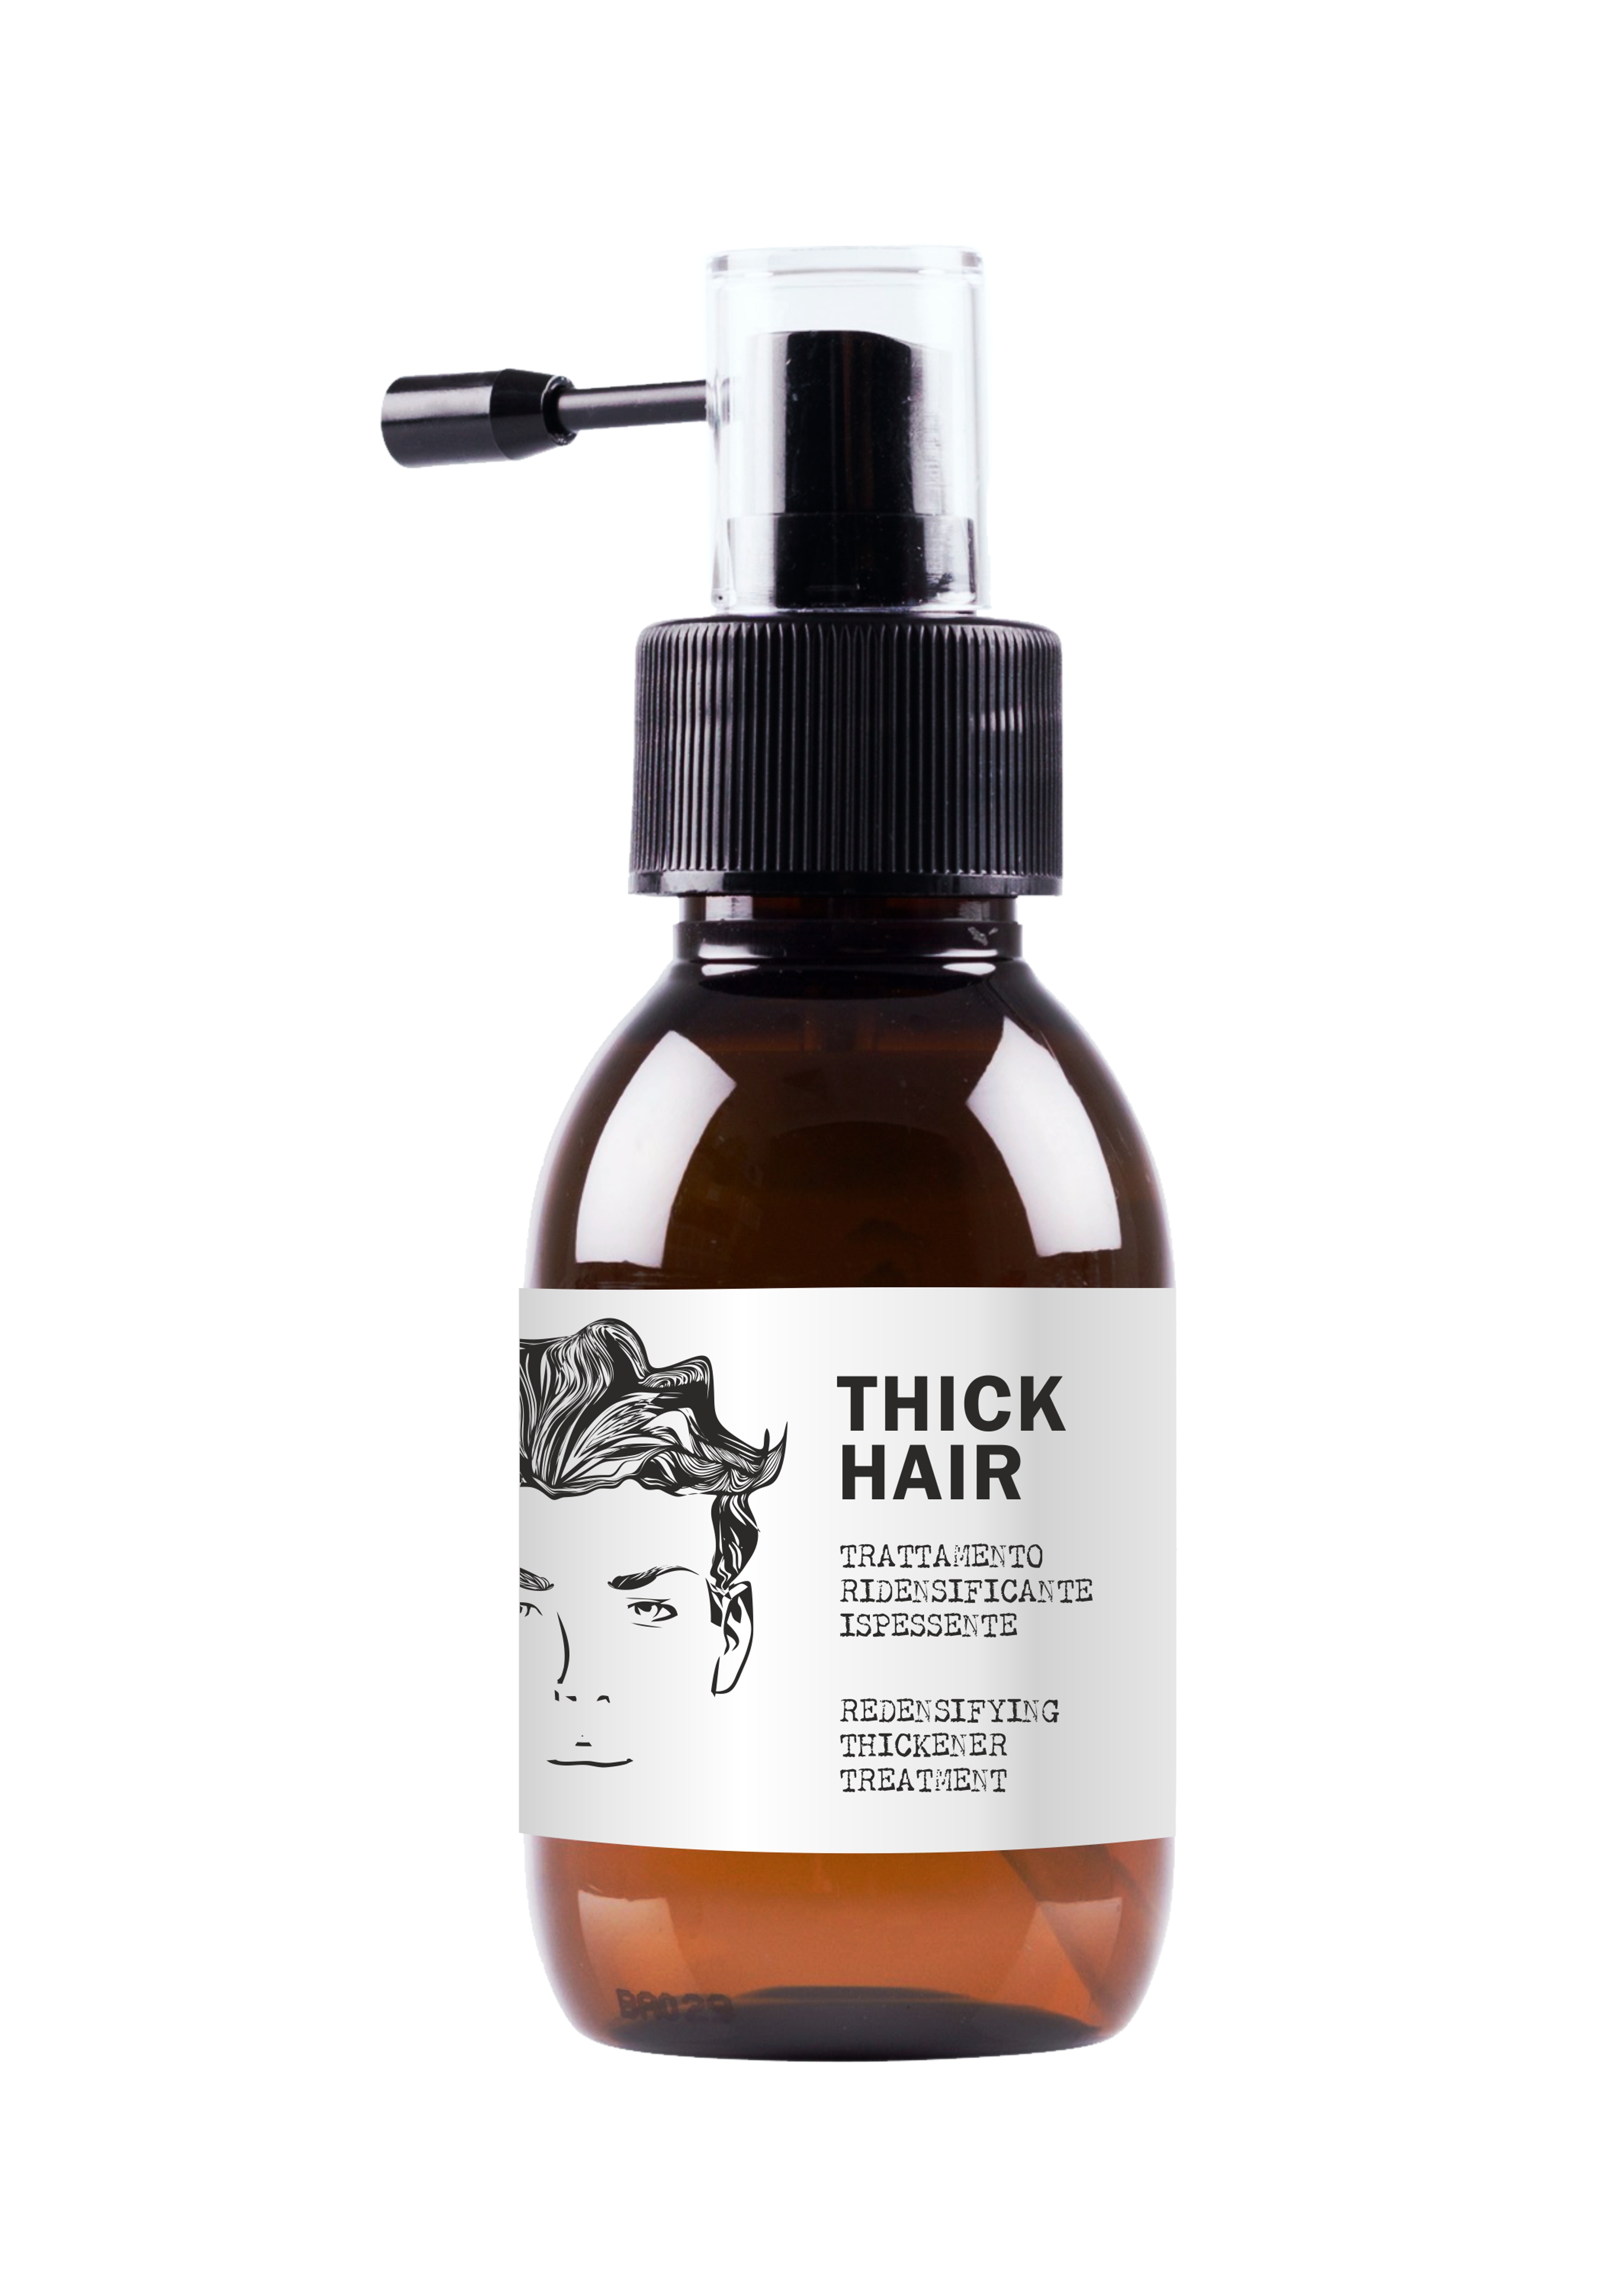 THICK
HAIR
TRATTAMENTO
RIDENSIFICANTE
ISPESSENTE
REDENSIFYING
THICKENER
TREATMENT